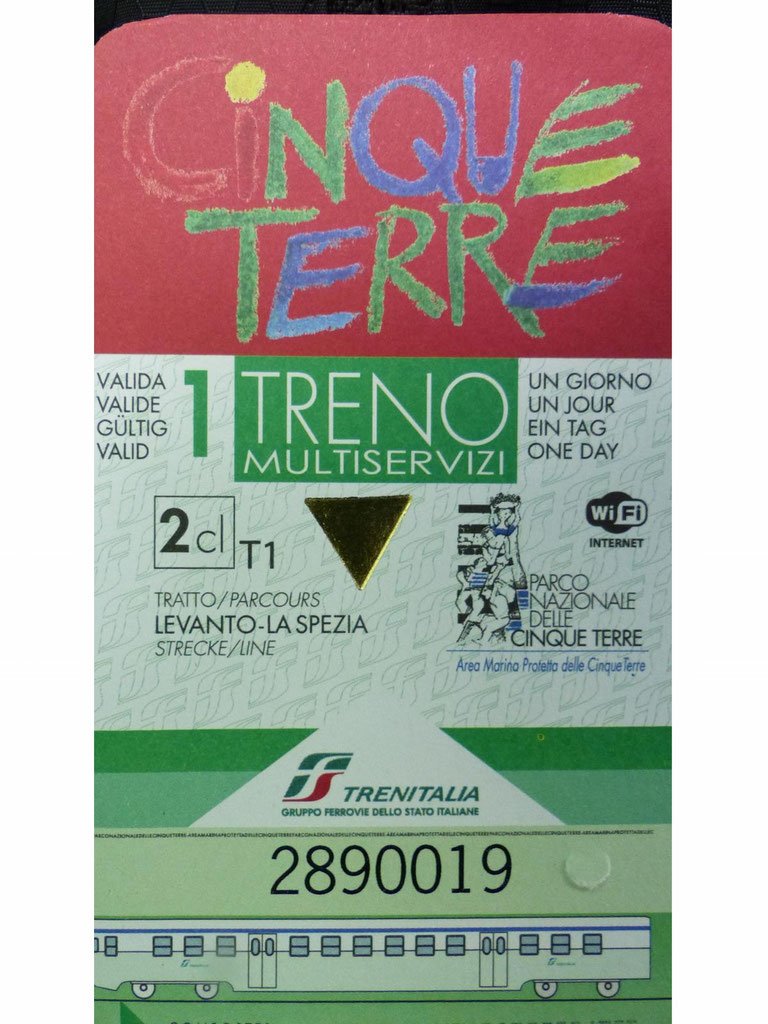 CiNQUE
TERRE
VALIDA
VALIDE
GÜLTIG
VALID
1
TRENO
MULTISERVIZI
UN GIORNO
UN JOUR
EIN TAG
ONE DAY
2cl T1
TRATTO/PARCOURS
LEVANTO-LA SPEZIA
STRECKE/LINE
WiFi
INTERNET
PARCO
NAZIONALE
DELLE
CINQUE TERRE
Area Marina Protetta delle Cinque Terre
TRENITALIA
GRUPPO FERROVIE DELLO STATO ITALIANE
2890019